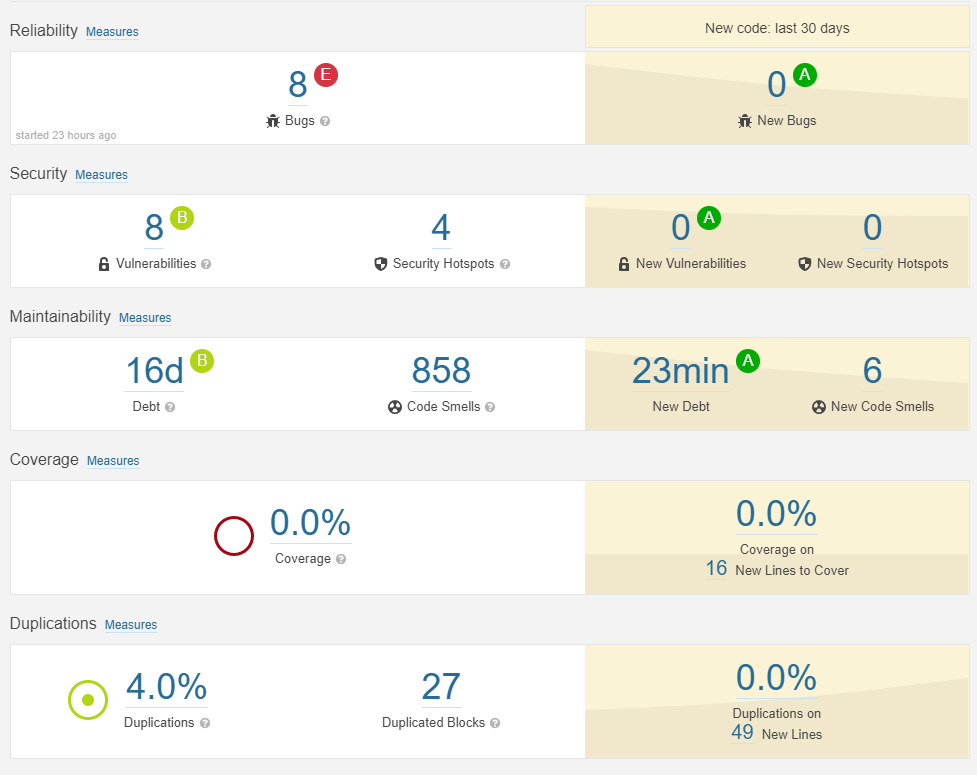 Reliability Measures
New code: last 30 days
8 E
Bugs ?
started 23 hours ago
0 A
New Bugs
Security Measures
8 B
Vulnerabilities ?
4
Security Hotspots ?
0 A
New Vulnerabilities
0
New Security Hotspots
Maintainability Measures
16d B
Debt ?
858
Code Smells ?
23min A
New Debt
6
New Code Smells
Coverage Measures
0.0%
Coverage ?
0.0%
Coverage on
16 New Lines to Cover
Duplications Measures
4.0%
Duplications ?
27
Duplicated Blocks ?
0.0%
Duplications on
49 New Lines